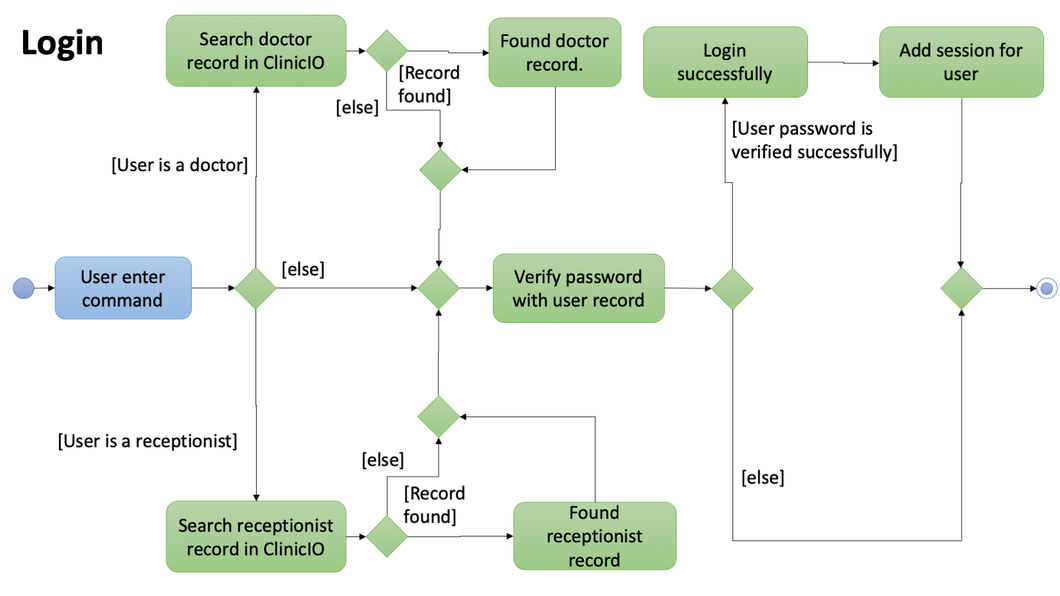 Login
Search doctor
record in ClinicIO
[Record
found]
[else]
Found doctor
record.
Login
successfully
Add session for
user
[User is a doctor]
[User password is
verified successfully]
User enter
command
[else]
Verify password
with user record
[User is a receptionist]
[else]
[Record
found]
Search receptionist
record in ClinicIO
Found
receptionist
record
[else]